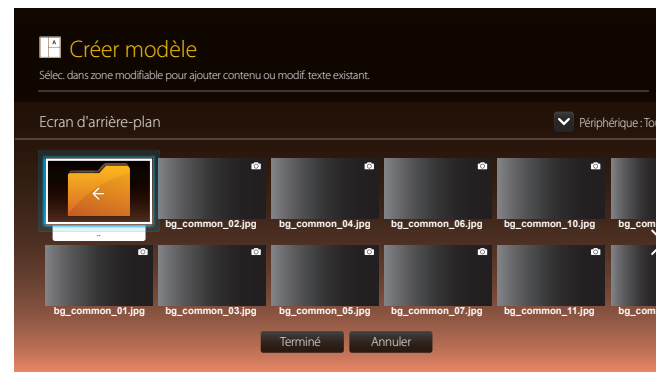 Créer modèle
Sélec. dans zone modifiable pour ajouter contenu ou modif. texte existant.
Ecran d'arrière-plan
Périphérique : Tou
..
bg_common_02.jpg
bg_common_04.jpg
bg_common_06.jpg
bg_common_10.jpg
bg_com
bg_common_01.jpg
bg_common_03.jpg
bg_common_05.jpg
bg_common_07.jpg
bg_common_11.jpg
bg_com
Terminé
Annuler